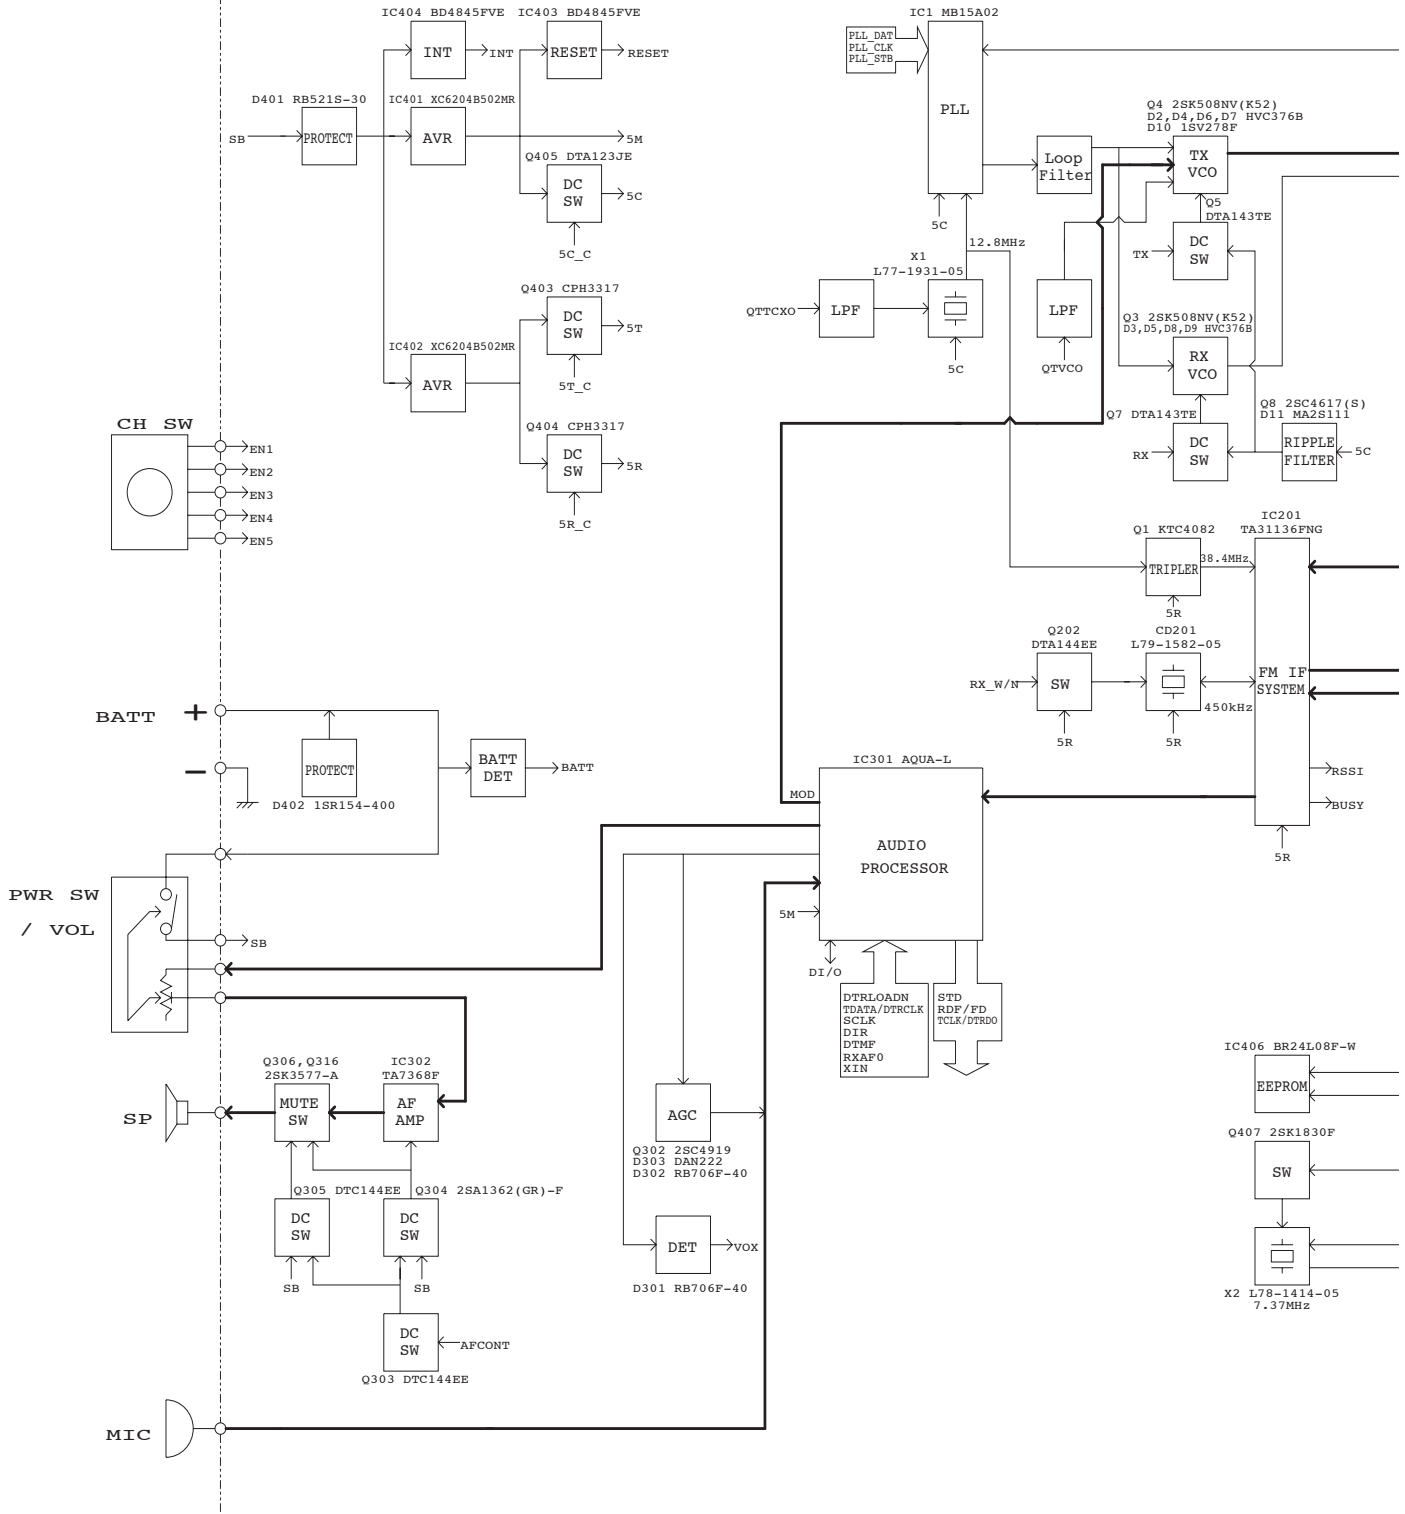 IC404 BD4845FVE
IC403 BD4845FVE
INT
INT
RESET
RESET
D401 RB521S-30
IC401 XC6204B502MR
SB
PROTECT
AVR
5M
Q405 DTA123JE
DC
SW
5C
5C_C
Q403 CPH3317
DC
SW
5T
IC402 XC6204B502MR
AVR
5T_C
Q404 CPH3317
DC
SW
5R
5R_C
CH SW
EN1
EN2
EN3
EN4
EN5
IC1 MB15A02
PLL_DAT
PLL_CLK
PLL_STB
PLL
Loop
Filter
Q4 2SK508NV(K52)
D2,D4,D6,D7 HVC376B
D10 1SV278F
TX
VCO
5C
12.8MHz
Q5
DTA143TE
DC
SW
TX
X1
L77-1931-05
QTTCXO
LPF
5C
LPF
QTVCO
Q3 2SK508NV(K52)
D3,D5,D8,D9 HVC376B
RX
VCO
Q7 DTA143TE
DC
SW
RX
Q8 2SC4617(S)
D11 MA2S111
RIPPLE
FILTER
5C
Q1 KTC4082
TRIPLER
38.4MHz
5R
IC201
TA31136FNG
FM IF
SYSTEM
Q202
DTA144EE
RX_W/N
SW
5R
CD201
L79-1582-05
450kHz
5R
RSSI
BUSY
5R
BATT
+
−
PROTECT
D402 1SR154-400
BATT
DET
BATT
PWR SW
/ VOL
SB
IC301 AQUA-L
MOD
AUDIO
PROCESSOR
5M
DI/O
DTRLOADN
TDATA/DTRCLK
SCLK
DIR
DTMF
RXAF0
XIN
STD
RDF/FD
TCLK/DTRDO
Q306,Q316
2SK3577-A
MUTE
SW
IC302
TA7368F
AF
AMP
SP
AGC
Q302 2SC4919
D303 DAN222
D302 RB706F-40
Q305 DTC144EE
DC
SW
Q304 2SA1362(GR)-F
DC
SW
SB
SB
DET
VOX
D301 RB706F-40
DC
SW
AFCONT
Q303 DTC144EE
MIC
IC406 BR24L08F-W
EEPROM
Q407 2SK1830F
SW
X2 L78-1414-05
7.37MHz